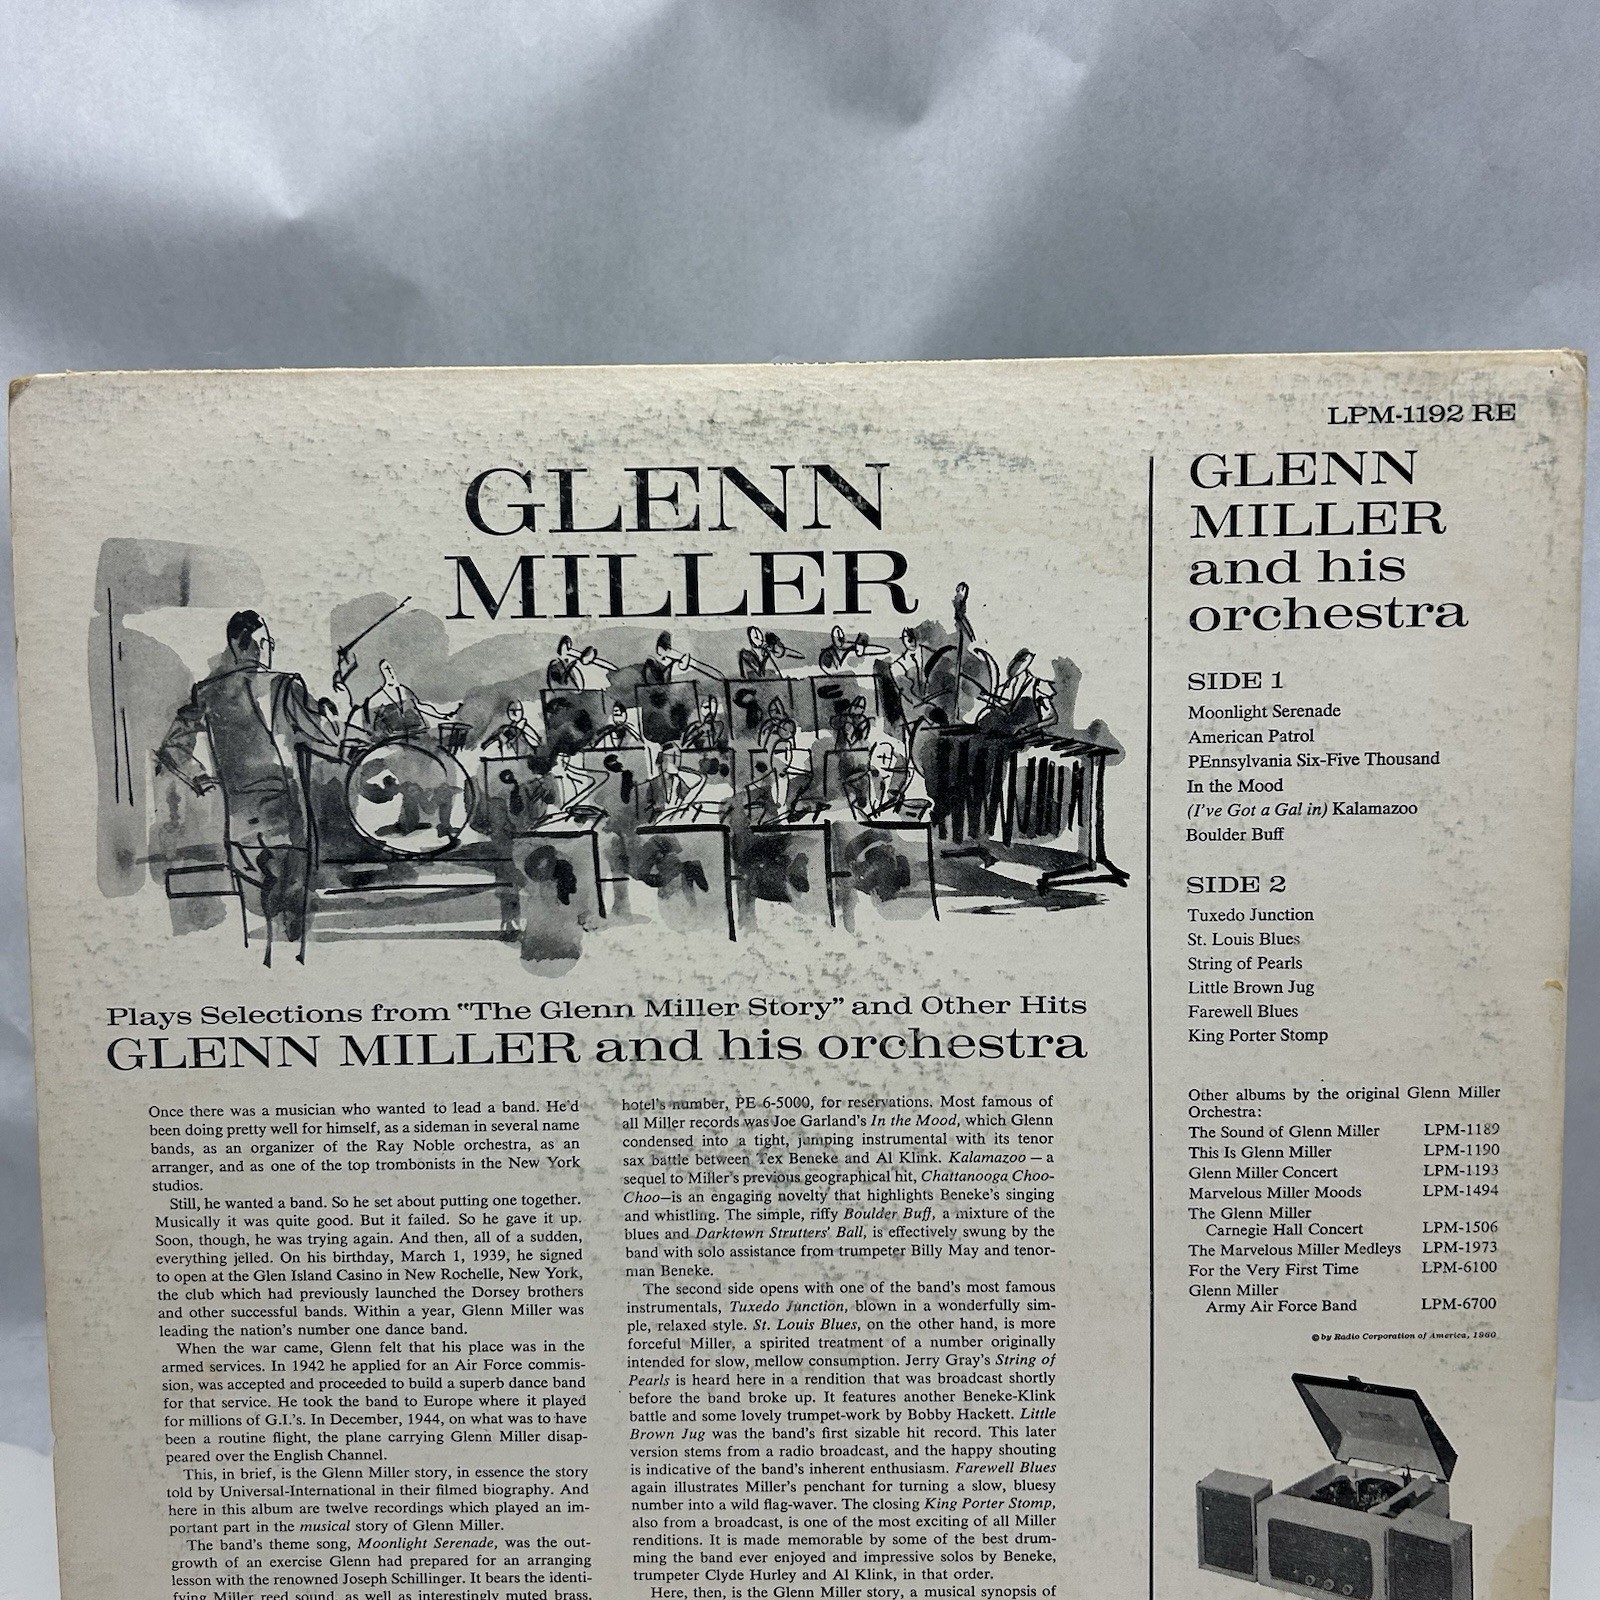 LPM-1192 RE
GLENN
MILLER
Plays Selections from "The Glenn Miller Story" and Other Hits
GLENN MILLER and his orchestra
Once there was a musician who wanted to lead a band. He'd
been doing pretty well for himself, as a sideman in several name
bands, as an organizer of the Ray Noble orchestra, as an
arranger, and as one of the top trombonists in the New York
studios.
Still, he wanted a band. So he set about putting one together.
Musically it was quite good. But it failed. So he gave it up.
Soon, though, he was trying again. And then, all of a sudden,
everything jelled. On his birthday, March 1, 1939, he signed
to open at the Glen Island Casino in New Rochelle, New York,
the club which had previously launched the Dorsey brothers
and other successful bands. Within a year, Glenn Miller was
leading the nation's number one dance band.
When the war came, Glenn felt that his place was in the
armed services. In 1942 he applied for an Air Force commis-
sion, was accepted and proceeded to build a superb dance band
for that service. He took the band to Europe where it played
for millions of G.I.'s. In December, 1944, on what was to have
been a routine flight, the plane carrying Glenn Miller disap-
peared over the English Channel.
This, in brief, is the Glenn Miller story, in essence the story
told by Universal-International in their filmed biography. And
here in this album are twelve recordings which played an im-
portant part in the musical story of Glenn Miller.
The band's theme song, Moonlight Serenade, was the out-
growth of an exercise Glenn had prepared for an arranging
lesson with the renowned Joseph Schillinger. It bears the identi-
fying Miller reed sound, as well as interestingly muted brass.
hotel's number, PE 6-5000, for reservations. Most famous of
all Miller records was Joe Garland's In the Mood, which Glenn
condensed into a tight, jumping instrumental with its tenor
sax battle between Tex Beneke and Al Klink. Kalamazoo — a
sequel to Miller's previous geographical hit, Chattanooga Choo-
Choo—is an engaging novelty that highlights Beneke's singing
and whistling. The simple, riffy Boulder Buff, a mixture of the
blues and Darktown Strutters' Ball, is effectively swung by the
band with solo assistance from trumpeter Billy May and tenor-
man Beneke.
The second side opens with one of the band's most famous
instrumentals, Tuxedo Junction, blown in a wonderfully sim-
ple, relaxed style. St. Louis Blues, on the other hand, is more
forceful Miller, a spirited treatment of a number originally
intended for slow, mellow consumption. Jerry Gray's String of
Pearls is heard here in a rendition that was broadcast shortly
before the band broke up. It features another Beneke-Klink
battle and some lovely trumpet-work by Bobby Hackett. Little
Brown Jug was the band's first sizable hit record. This later
version stems from a radio broadcast, and the happy shouting
is indicative of the band's inherent enthusiasm. Farewell Blues
again illustrates Miller's penchant for turning a slow, bluesy
number into a wild flag-waver. The closing King Porter Stomp,
also from a broadcast, is one of the most exciting of all Miller
renditions. It is made memorable by some of the best drum-
ming the band ever enjoyed and impressive solos by Beneke,
trumpeter Clyde Hurley and Al Klink, in that order.
Here, then, is the Glenn Miller story, a musical synopsis of
GLENN
MILLER
and his
orchestra
SIDE 1
Moonlight Serenade
American Patrol
PEnnsylvania Six-Five Thousand
In the Mood
(I've Got a Gal in) Kalamazoo
Boulder Buff
SIDE 2
Tuxedo Junction
St. Louis Blues
String of Pearls
Little Brown Jug
Farewell Blues
King Porter Stomp
Other albums by the original Glenn Miller
Orchestra:
The Sound of Glenn Miller LPM-1189
This Is Glenn Miller LPM-1190
Glenn Miller Concert LPM-1193
Marvelous Miller Moods LPM-1494
The Glenn Miller
Carnegie Hall Concert LPM-1506
The Marvelous Miller Medleys LPM-1973
For the Very First Time LPM-6100
Glenn Miller
Army Air Force Band LPM-6700
© by Radio Corporation of America, 1960